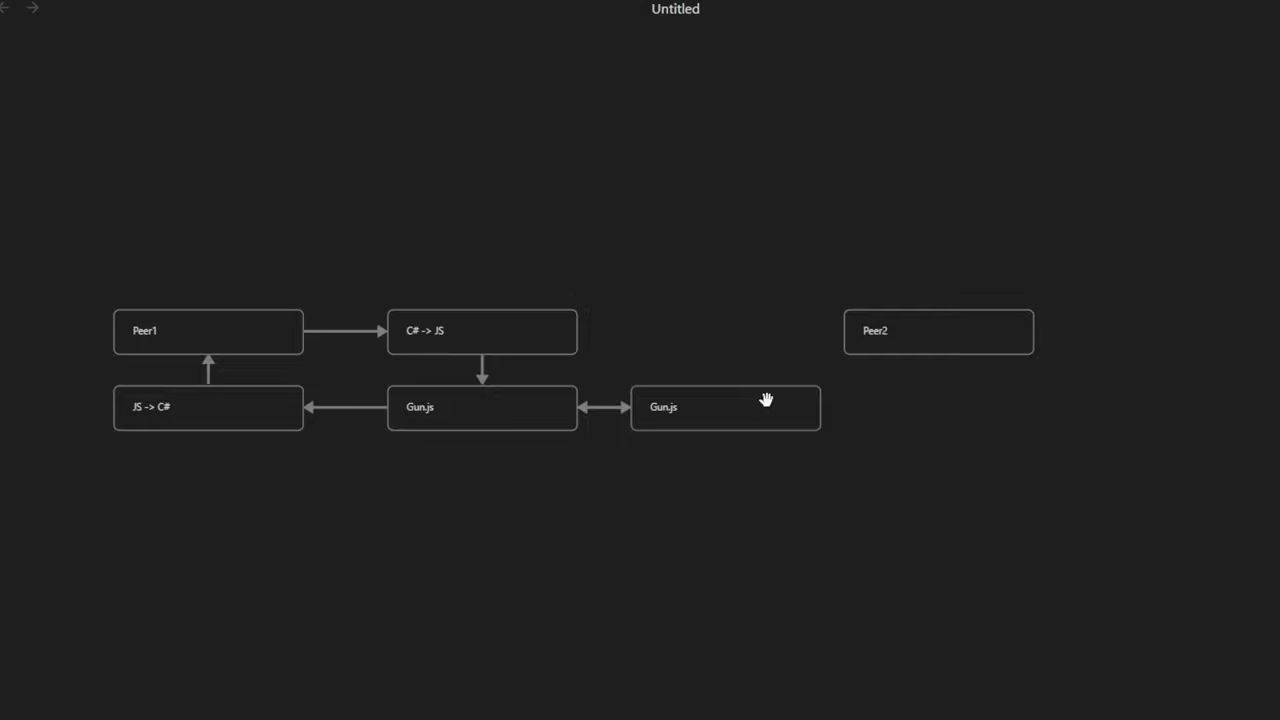 Untitled
Peer1
C# -> JS
Peer2
JS -> C#
Gun.js
Gun.js